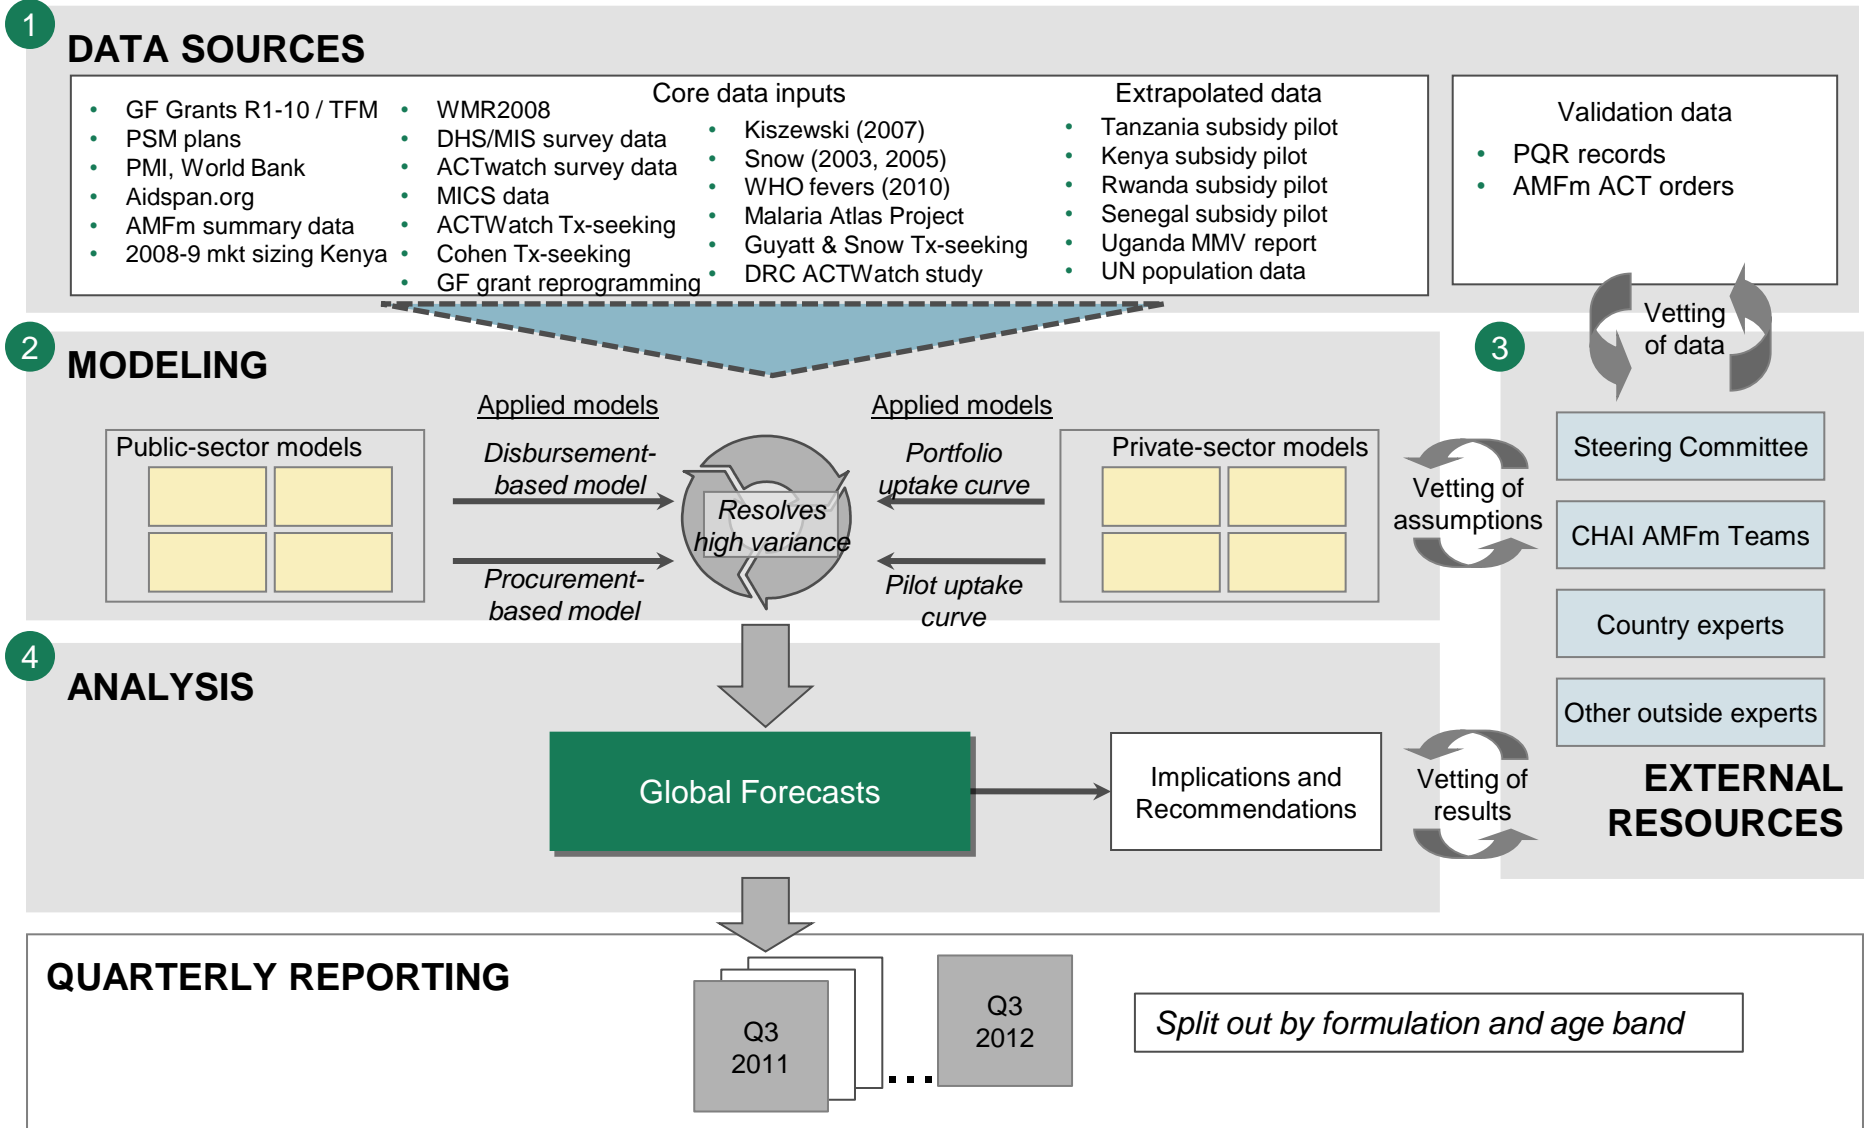 1
DATA SOURCES
Core data inputs
• GF Grants R1-10 / TFM
• PSM plans
• PMI, World Bank
• Aidspan.org
• AMFm summary data
• 2008-9 mkt sizing Kenya
• WMR2008
• DHS/MIS survey data
• ACTwatch survey data
• MICS data
• ACTWatch Tx-seeking
• Cohen Tx-seeking
• GF grant reprogramming
• Kiszewski (2007)
• Snow (2003, 2005)
• WHO fevers (2010)
• Malaria Atlas Project
• Guyatt & Snow Tx-seeking
• DRC ACTWatch study
Extrapolated data
• Tanzania subsidy pilot
• Kenya subsidy pilot
• Rwanda subsidy pilot
• Senegal subsidy pilot
• Uganda MMV report
• UN population data
Validation data
• PQR records
• AMFm ACT orders
Vetting
of data
2
MODELING
Public-sector models
Applied models
Disbursement-
based model
Procurement-
based model
Resolves
high variance
Applied models
Portfolio
uptake curve
Pilot uptake
curve
Private-sector models
Vetting of
assumptions
3
Steering Committee
CHAI AMFm Teams
Country experts
Other outside experts
EXTERNAL
RESOURCES
4
ANALYSIS
Global Forecasts
Implications and
Recommendations
Vetting of
results
QUARTERLY REPORTING
Q3
2011
...
Q3
2012
Split out by formulation and age band